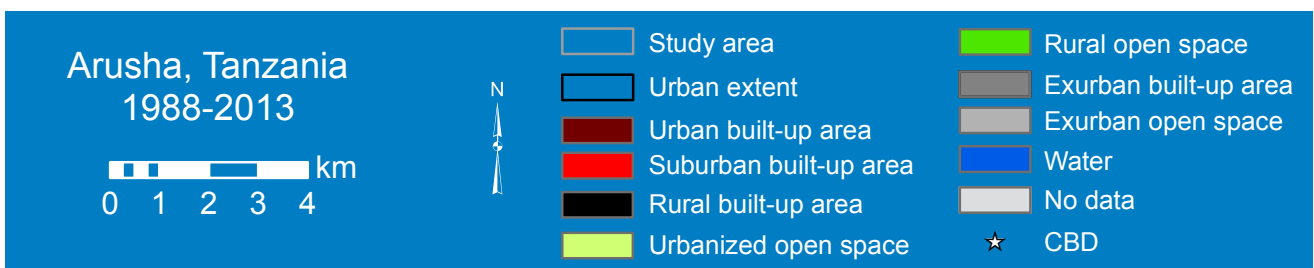 Arusha, Tanzania
1988-2013
km
0 1 2 3 4
N
Study area
Urban extent
Urban built-up area
Suburban built-up area
Rural built-up area
Urbanized open space
Rural open space
Exurban built-up area
Exurban open space
Water
No data
CBD